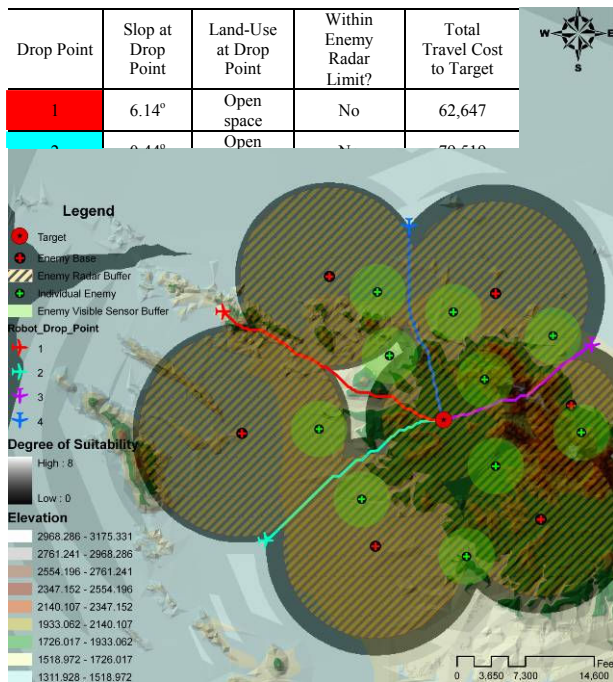 Drop Point
Slop at Drop Point
Land-Use at Drop Point
Within Enemy Radar Limit?
Total Travel Cost to Target
1
6.14°
Open space
No
62,647
2
Open
W
E
S
Legend
Target
Enemy Base
Enemy Radar Buffer
Individual Enemy
Enemy Visible Sensor Buffer
Robot_Drop_Point
1
2
3
4
Degree of Suitability
High : 8
Low : 0
Elevation
2968.286 - 3175.331
2761.241 - 2968.286
2554.196 - 2761.241
2347.152 - 2554.196
2140.107 - 2347.152
1933.062 - 2140.107
1726.017 - 1933.062
1518.972 - 1726.017
1311.928 - 1518.972
Fee
0 3,650 7,300 14,600